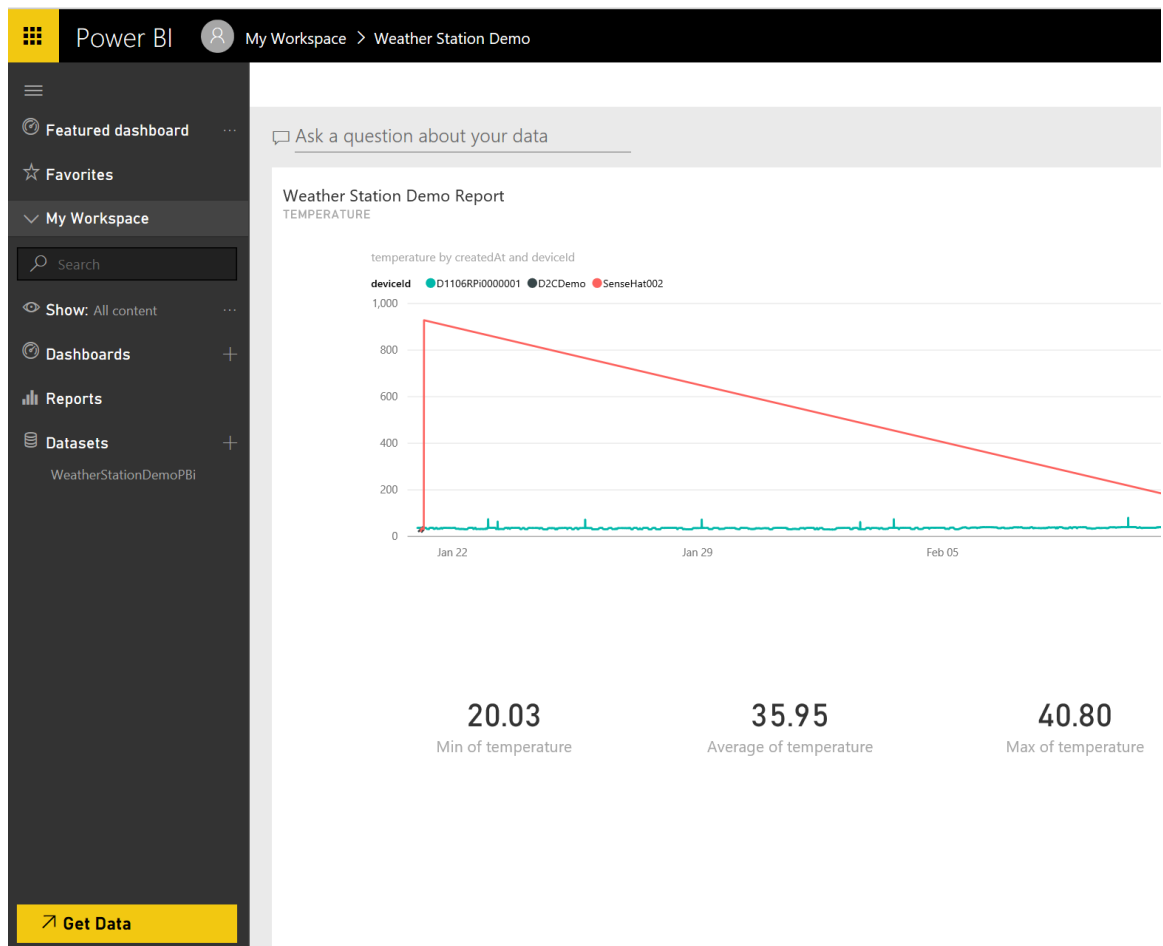 Power BI My Workspace > Weather Station Demo
Featured dashboard ...
Favorites
My Workspace
Search
Show: All content ...
Dashboards +
Reports
Datasets +
WeatherStationDemoPBi
Get Data
Ask a question about your data
Weather Station Demo Report
TEMPERATURE
temperature by createdAt and deviceId
deviceId D1106RPi0000001 D2CDemo SenseHat002
1,000
800
600
400
200
0
Jan 22 Jan 29 Feb 05
20.03 35.95 40.80
Min of temperature Average of temperature Max of temperature